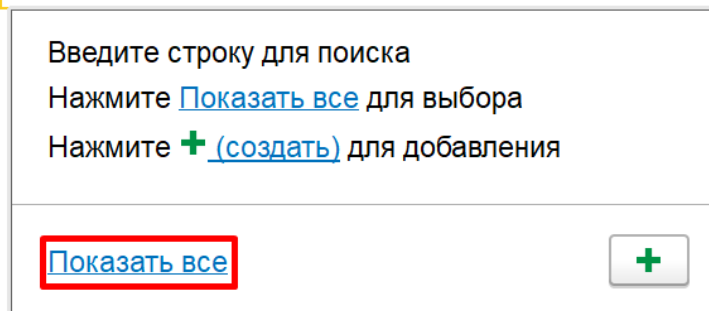 Введите строку для поиска
Нажмите Показать все для выбора
Нажмите + (создать) для добавления
Показать все
+